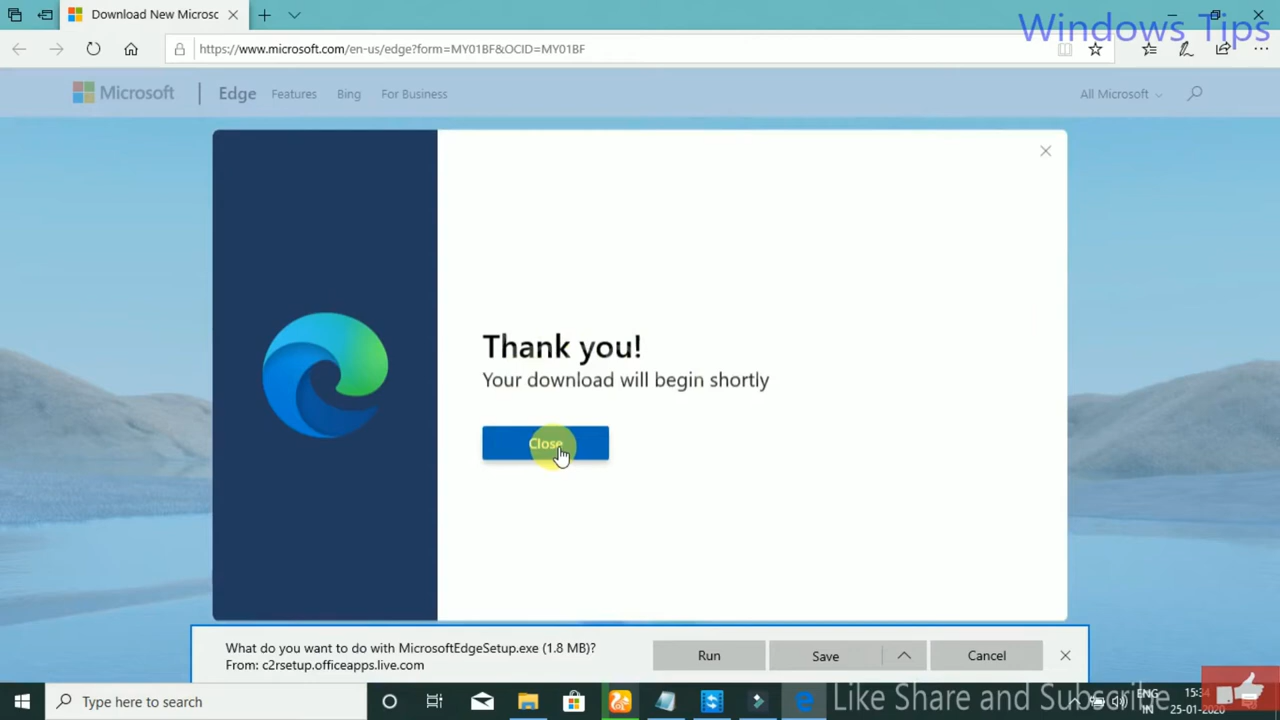 Download New Microsc
Windows Tips
https://www.microsoft.com/en-us/edge?form=MY01BF&OCID=MY01BF
Microsoft Edge Features Bing For Business All Microsoft
Thank you!
Your download will begin shortly
Close
What do you want to do with MicrosoftEdgeSetup.exe (1.8 MB)?
From: c2rsetup.officeapps.live.com
Run Save Cancel
Type here to search
Like Share and Subscribe
ENG
IN
15:34
25-01-2020